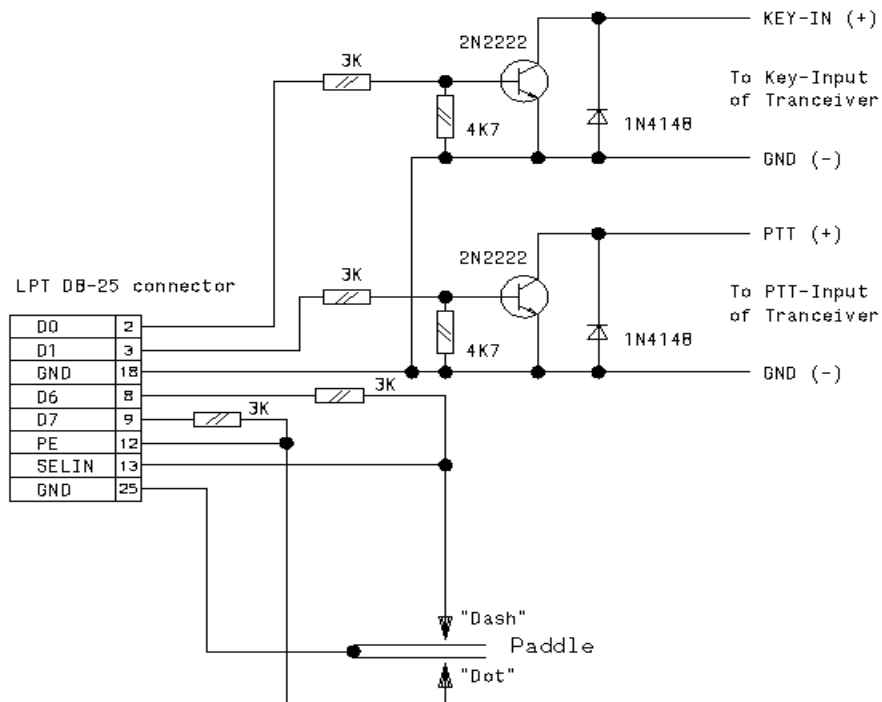 KEY-IN (+)
2N2222
3K
To Key-Input
of Tranceiver
4K7
1N4148
GND (-)
PTT (+)
2N2222
LPT DB-25 connector
3K
To PTT-Input
of Tranceiver
D0 2
D1 3
4K7
1N4148
GND 18
GND (-)
D6 8
3K
D7 9
3K
PE 12
SELIN 13
GND 25
"Dash"
Paddle
"Dot"